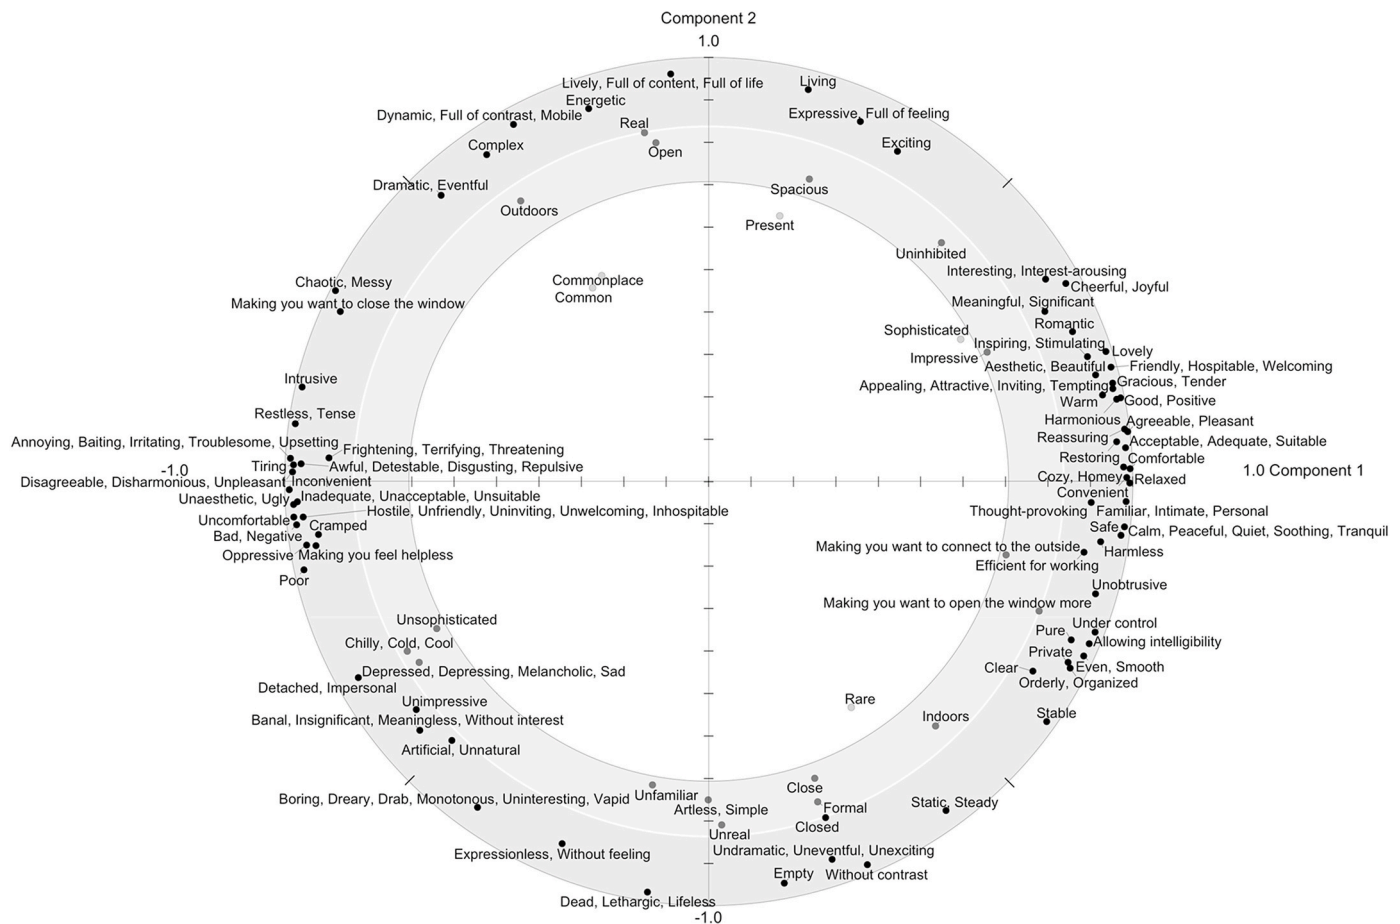 Component 2
1.0
Lively, Full of content, Full of life
Living
Energetic
Dynamic, Full of contrast, Mobile
Expressive, Full of feeling
Real
Complex
Open
Exciting
Dramatic, Eventful
Spacious
Outdoors
Present
Uninhibited
Interesting, Interest-arousing
Commonplace
Chaotic, Messy
Cheerful, Joyful
Common
Making you want to close the window
Meaningful, Significant
Romantic
Sophisticated
Inspiring, Stimulating
Lovely
Impressive
Aesthetic, Beautiful
Friendly, Hospitable, Welcoming
Intrusive
Appealing, Attractive, Inviting, Tempting
Gracious, Tender
Warm
Good, Positive
Restless, Tense
Harmonious
Agreeable, Pleasant
Annoying, Baiting, Irritating, Troublesome, Upsetting
Reassuring
Acceptable, Adequate, Suitable
Frightening, Terrifying, Threatening
Restoring
Comfortable
-1.0
Tiring
Awful, Detestable, Disgusting, Repulsive
1.0 Component 1
Disagreeable, Disharmonious, Unpleasant
Inconvenient
Cozy, Homey
Relaxed
Unaesthetic, Ugly
Inadequate, Unacceptable, Unsuitable
Convenient
Hostile, Unfriendly, Uninviting, Unwelcoming, Inhospitable
Thought-provoking
Familiar, Intimate, Personal
Uncomfortable
Cramped
Safe
Calm, Peaceful, Quiet, Soothing, Tranquil
Bad, Negative
Making you want to connect to the outside
Harmless
Oppressive
Making you feel helpless
Efficient for working
Poor
Unobtrusive
Making you want to open the window more
Unsophisticated
Under control
Pure
Chilly, Cold, Cool
Allowing intelligibility
Private
Depressed, Depressing, Melancholic, Sad
Clear
Even, Smooth
Detached, Impersonal
Orderly, Organized
Unimpressive
Rare
Banal, Insignificant, Meaningless, Without interest
Indoors
Stable
Artificial, Unnatural
Close
Boring, Dreary, Drab, Monotonous, Uninteresting, Vapid
Unfamiliar
Static, Steady
Artless, Simple
Formal
Closed
Unreal
Expressionless, Without feeling
Undramatic, Uneventful, Unexciting
Empty
Without contrast
Dead, Lethargic, Lifeless
-1.0